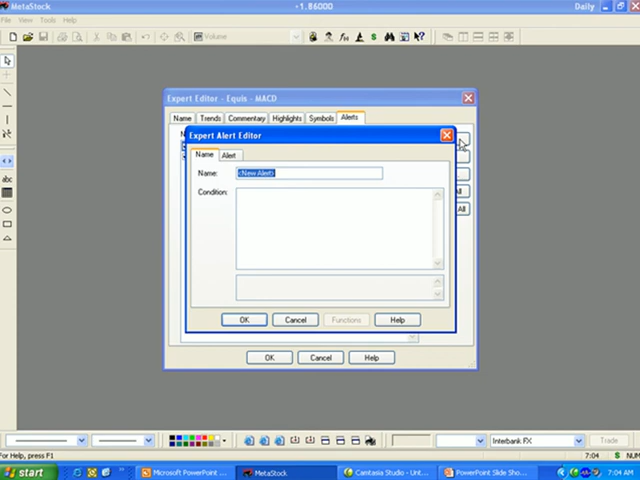 MetaStock
-1.86000
Daily
File View Tools Help
Volume
Expert Editor - Equis - MACD
Name Trends Commentary Highlights Symbols Alerts
Expert Alert Editor
Name Alert
Name: <New Alert>
Condition:
All
All
OK Cancel Functions Help
OK Cancel Help
abc
Interbank FX
Trade
For Help, press F1
7:04
NUM
start
Microsoft PowerPoint ...
MetaStock
Camtasia Studio - Unt...
PowerPoint Slide Sho...
7:04 AM